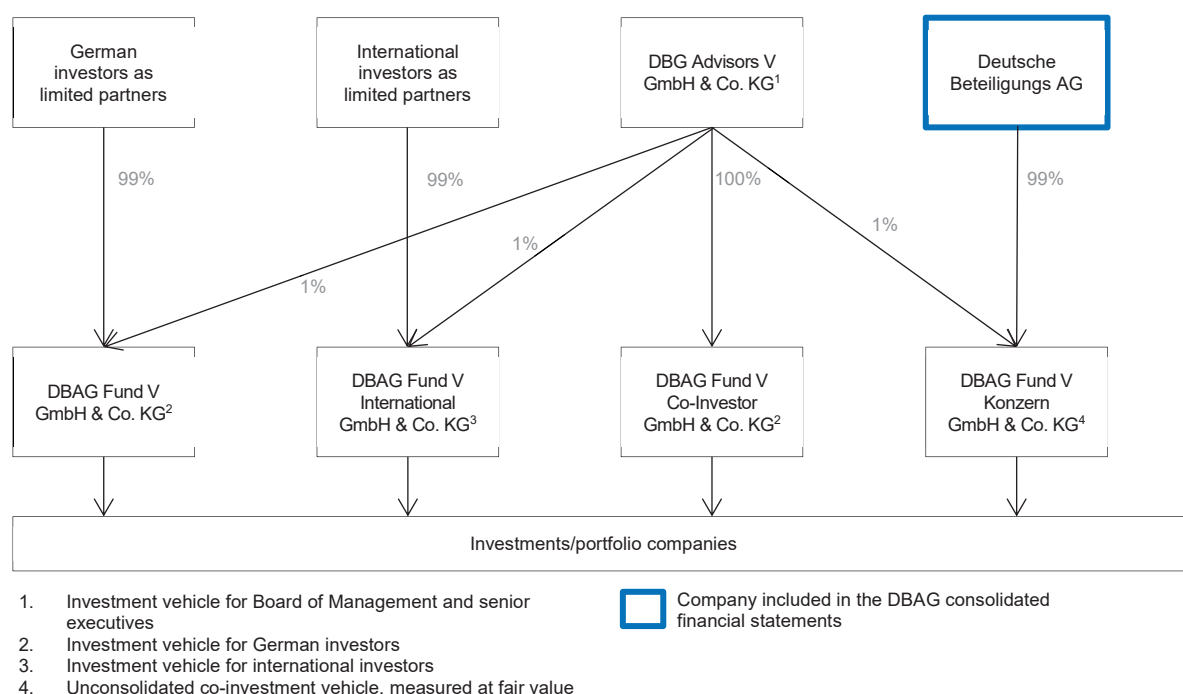 German
investors as
limited partners
International
investors as
limited partners
DBG Advisors V
GmbH & Co. KG¹
Deutsche
Beteiligungs AG
99%
99%
100%
99%
1%
1%
1%
DBAG Fund V
GmbH & Co. KG²
DBAG Fund V
International
GmbH & Co. KG³
DBAG Fund V
Co-Investor
GmbH & Co. KG²
DBAG Fund V
Konzern
GmbH & Co. KG⁴
Investments/portfolio companies
1. Investment vehicle for Board of Management and senior
executives
2. Investment vehicle for German investors
3. Investment vehicle for international investors
4. Unconsolidated co-investment vehicle, measured at fair value
Company included in the DBAG consolidated
financial statements